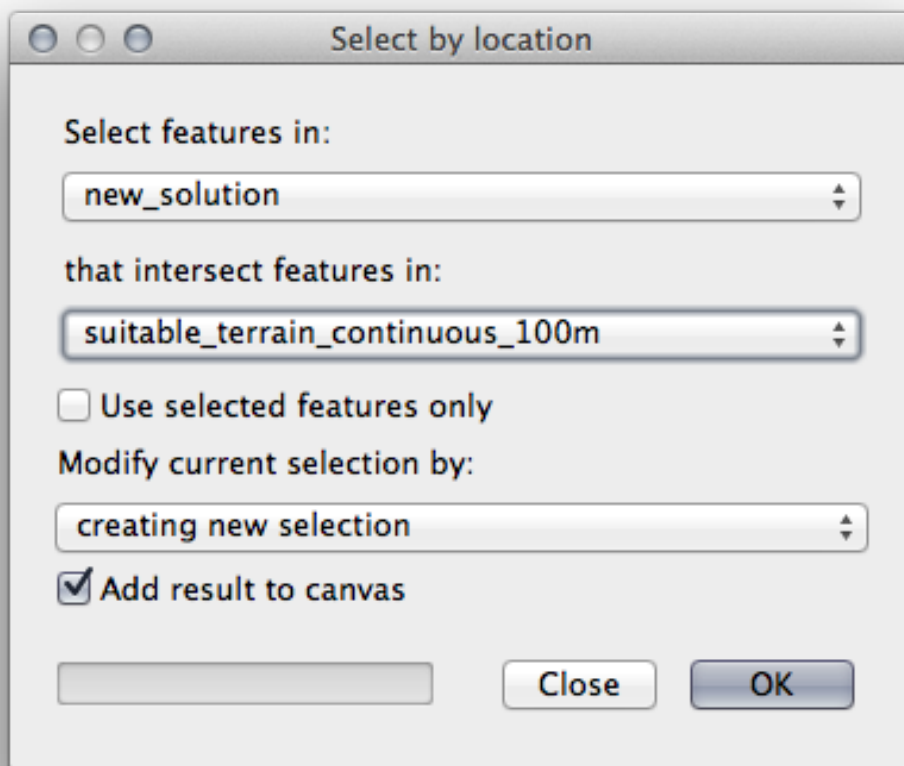 Select by location
Select features in:
new_solution
that intersect features in:
suitable_terrain_continuous_100m
Use selected features only
Modify current selection by:
creating new selection
Add result to canvas
Close OK